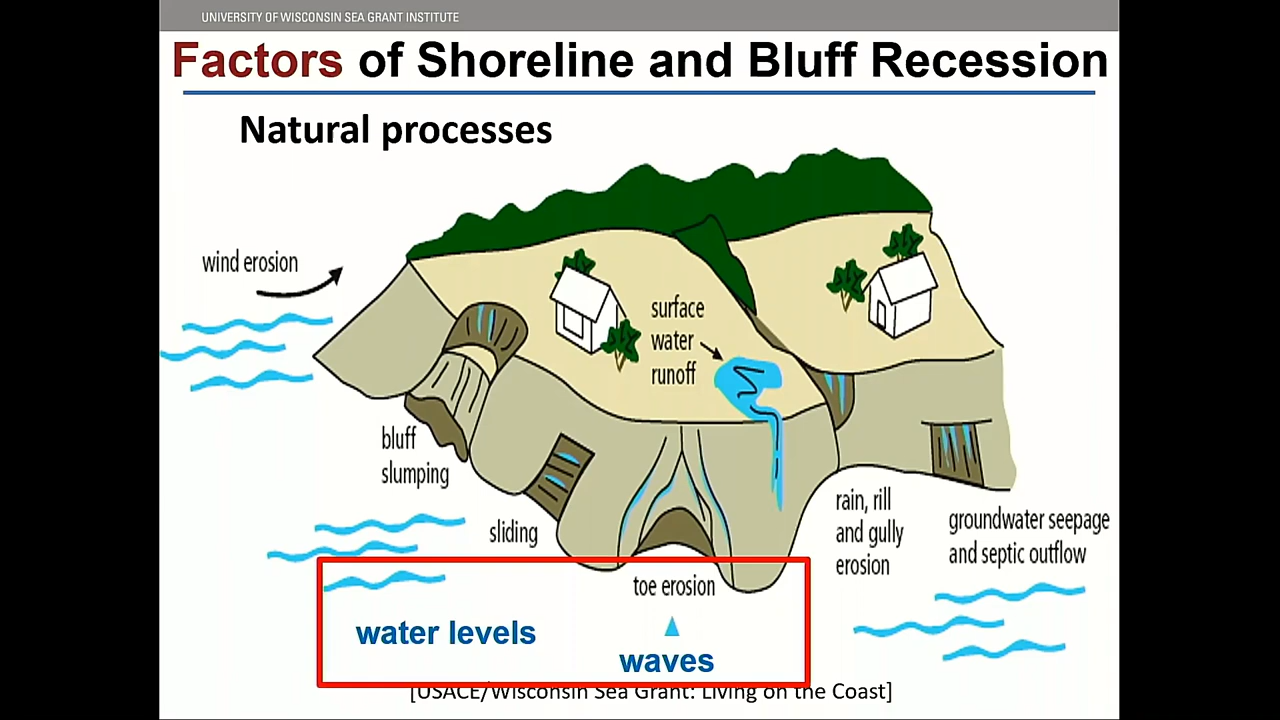 UNIVERSITY OF WISCONSIN SEA GRANT INSTITUTE
Factors of Shoreline and Bluff Recession
Natural processes
wind erosion
surface
water
runoff
bluff
slumping
sliding
toe erosion
rain, rill
and gully
erosion
groundwater seepage
and septic outflow
water levels
waves
[USACE/Wisconsin Sea Grant: Living on the Coast]